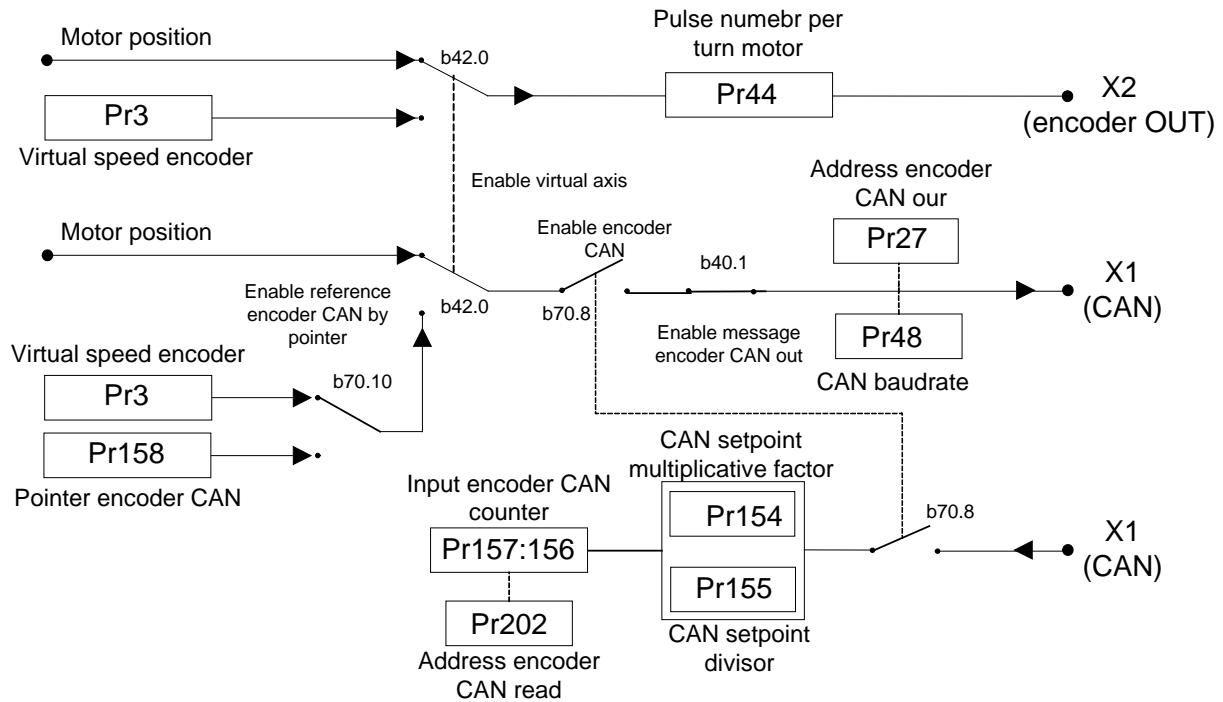 Motor position
b42.0
Pulse numebr per
turn motor
Pr44
X2
(encoder OUT)
Pr3
Virtual speed encoder
Enable virtual axis
Address encoder
CAN our
Pr27
Motor position
Enable encoder
CAN
b40.1
X1
(CAN)
Enable reference
encoder CAN by
pointer
b42.0
b70.8
Enable message
encoder CAN out
Pr48
CAN baudrate
Virtual speed encoder
Pr3
b70.10
Pr158
Pointer encoder CAN
CAN setpoint
multiplicative factor
Input encoder CAN
counter
Pr154
b70.8
Pr157:156
X1
(CAN)
Pr155
Pr202
CAN setpoint
divisor
Address encoder
CAN read